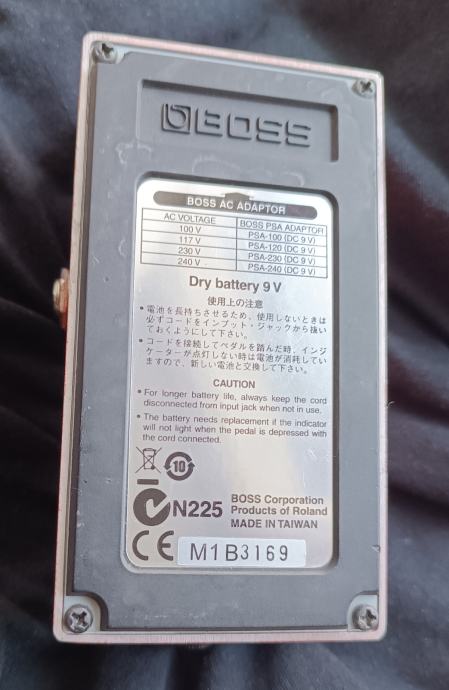 BOSS
BOSS AC ADAPTOR
AC VOLTAGE BOSS PSA ADAPTOR
100 V PSA-100 (DC 9 V)
117 V PSA-120 (DC 9 V)
230 V PSA-230 (DC 9 V)
240 V PSA-240 (DC 9 V)
Dry battery 9 V
使用上の注意
• 電池を長持ちさせるため、使用しないときは
必ずコードをインプット・ジャックから抜い
ておくようにして下さい。
• コードを接続してペダルを踏んだ時、インジ
ケーターが点灯しない時は電池が消耗してい
ますので、新しい電池と交換して下さい。
CAUTION
• For longer battery life, always keep the cord
disconnected from input jack when not in use.
• The battery needs replacement if the indicator
will not light when the pedal is depressed with
the cord connected.
10
N225
BOSS Corporation
Products of Roland
MADE IN TAIWAN
CE
M1B3169